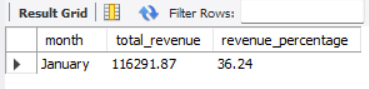 Result Grid Filter Rows:
month total_revenue revenue_percentage
January 116291.87 36.24